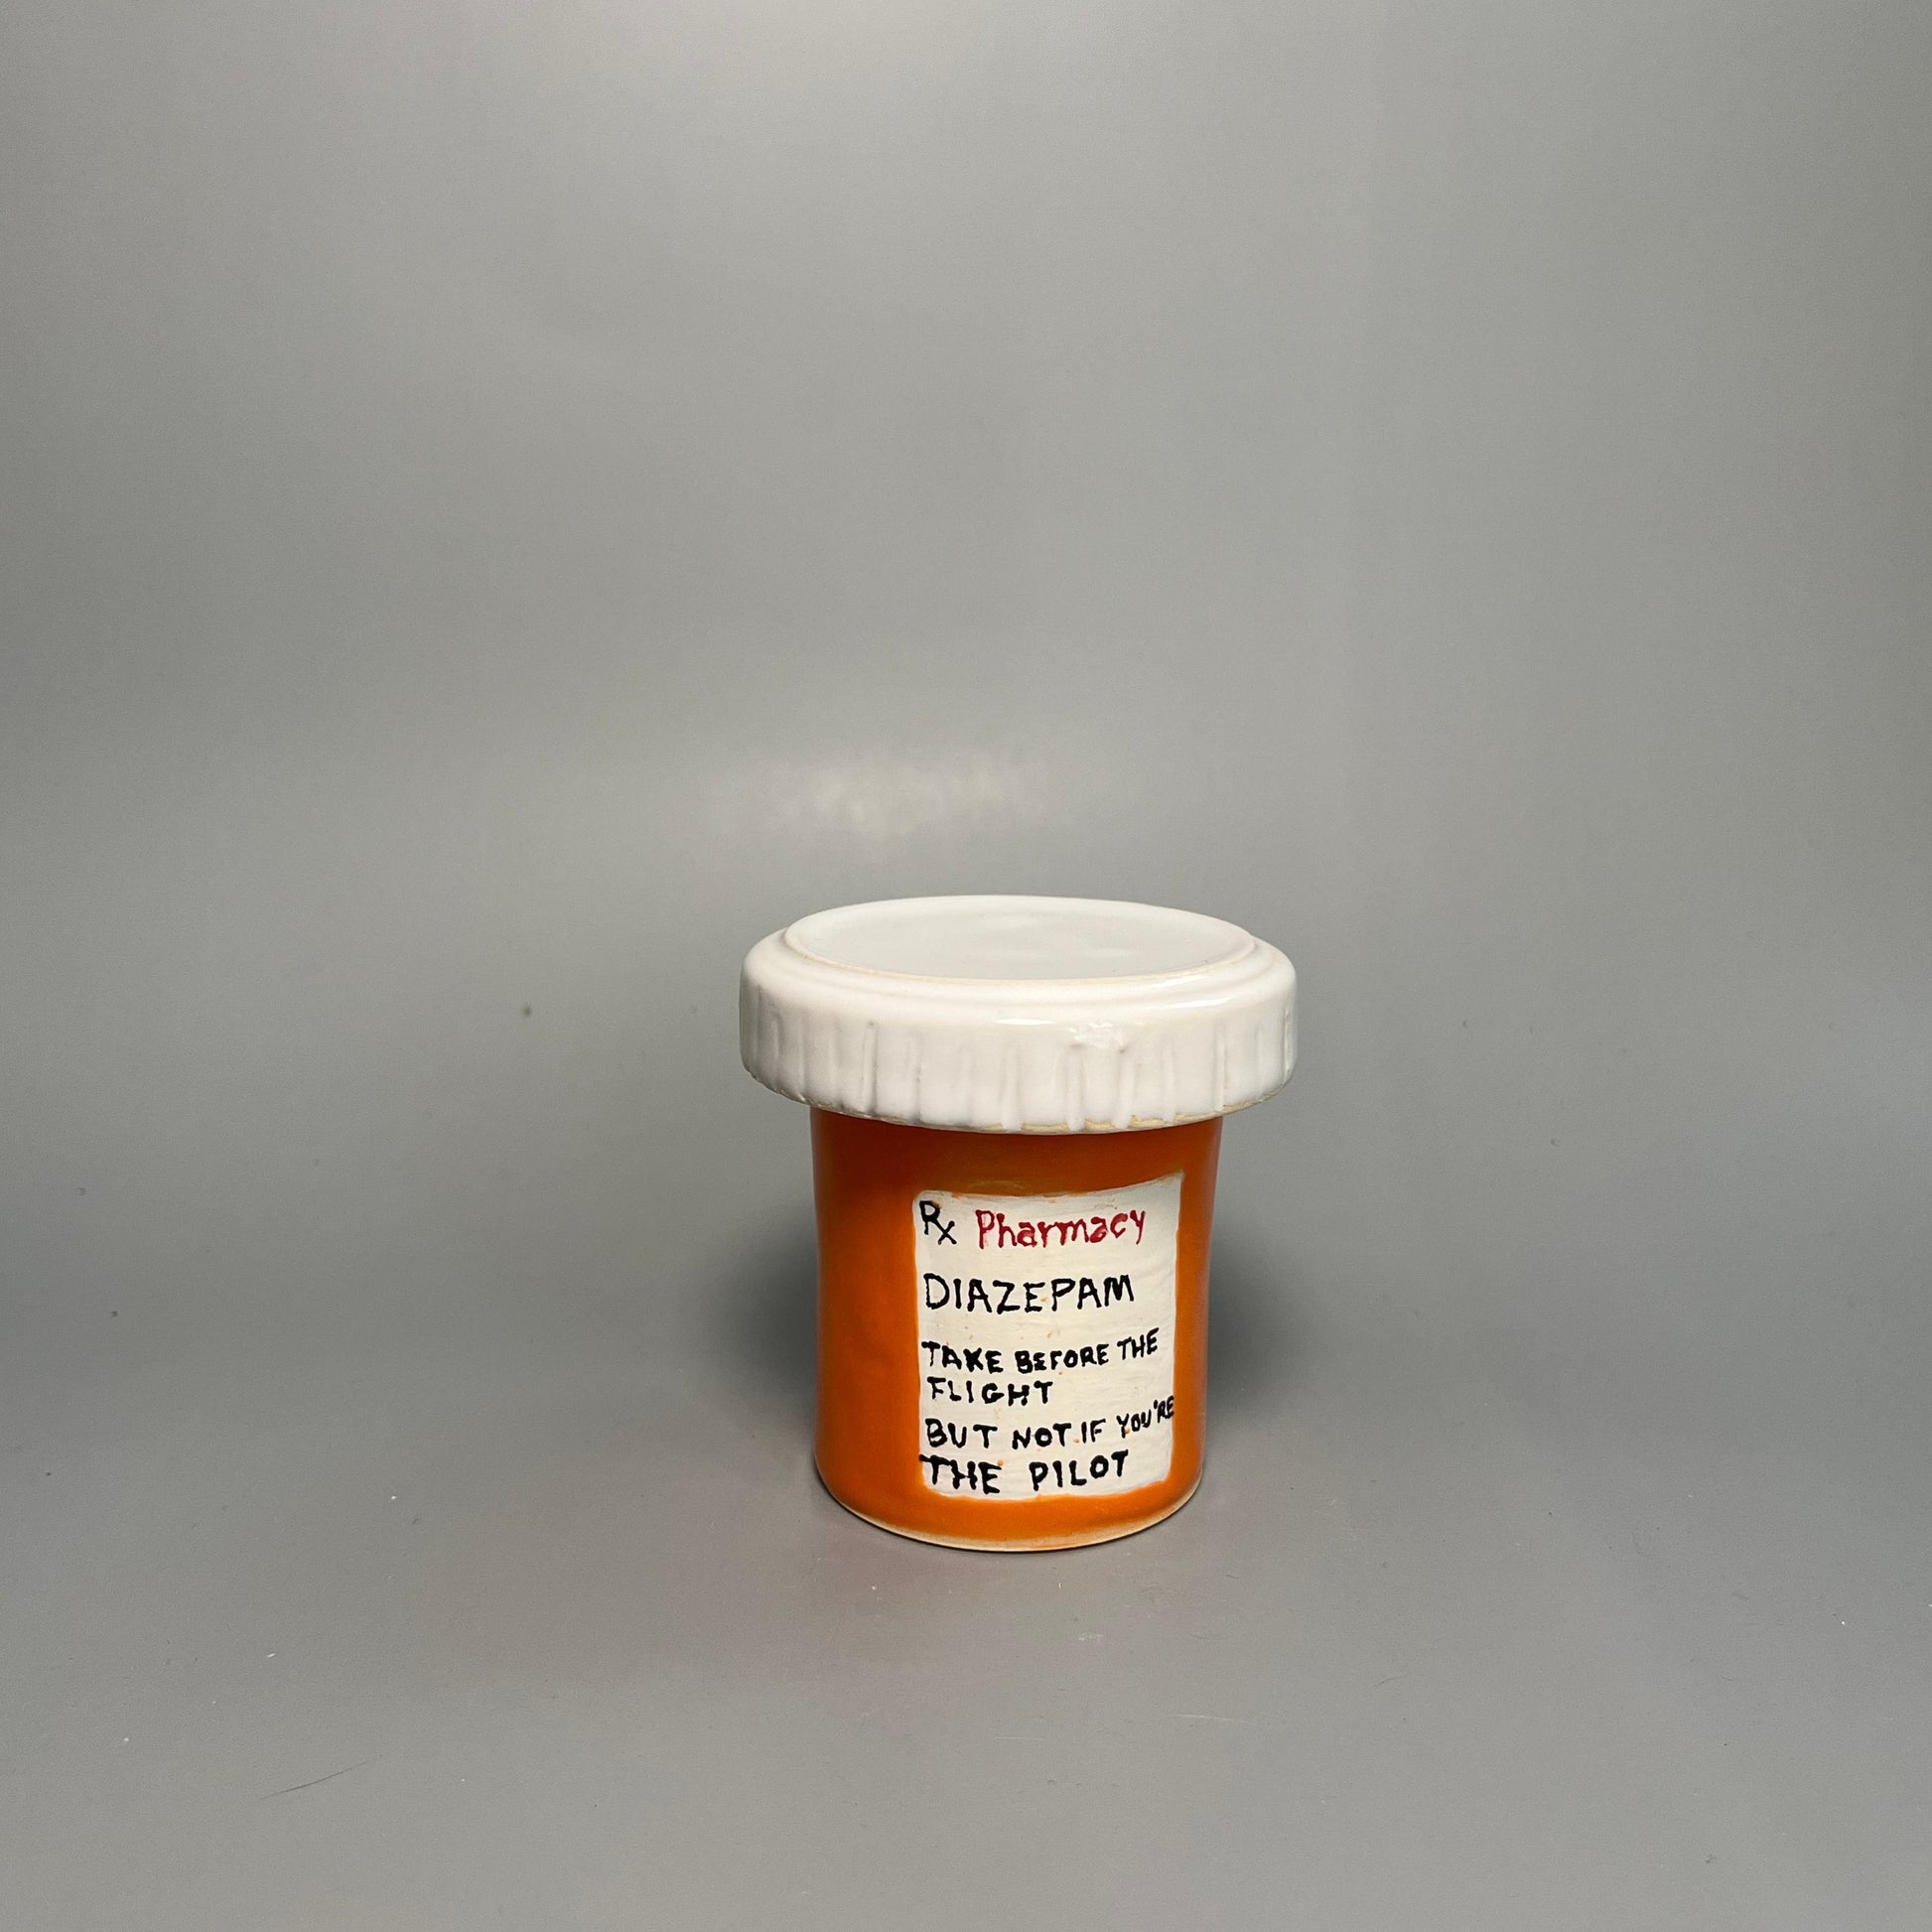 Rx Pharmacy
DIAZEPAM
TAKE BEFORE THE
FLIGHT
BUT NOT IF YOU'RE
THE PILOT